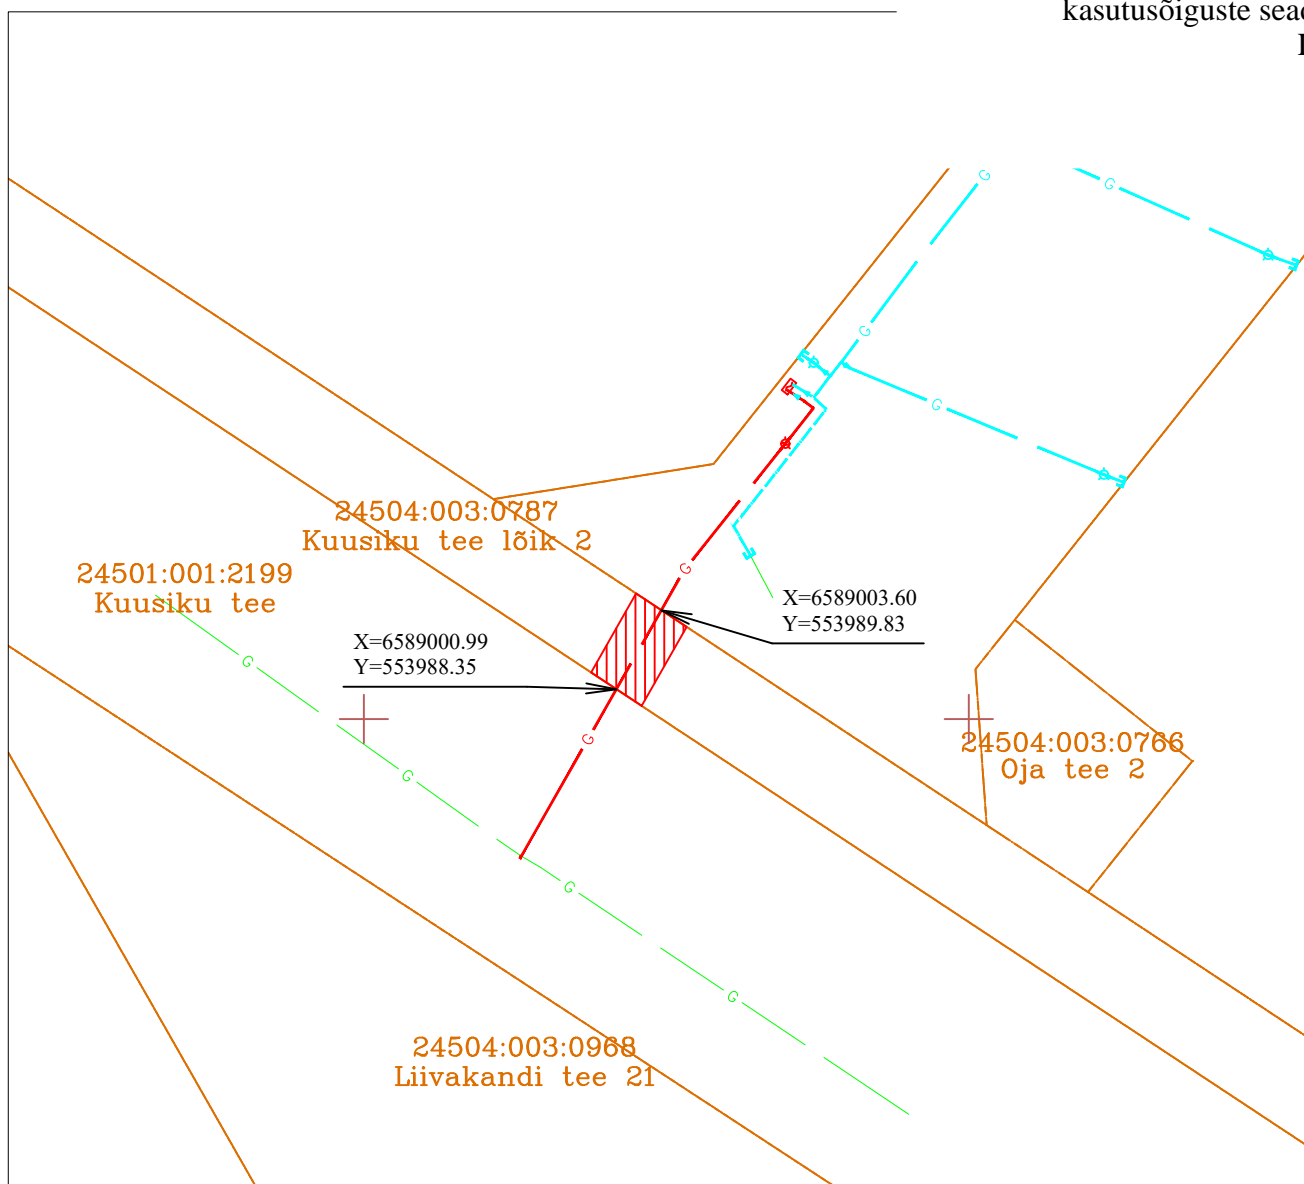 kasutusõiguste
24504:003:0787
Kuusiku tee lõik 2
24501:001:2199
Kuusiku tee
X=6589003.60
Y=553989.83
X=6589000.99
Y=553988.35
24504:003:0766
Oja tee 2
24504:003:0968
Liivakandi tee 21
G
G
G
G
G
G
G
G
G
G